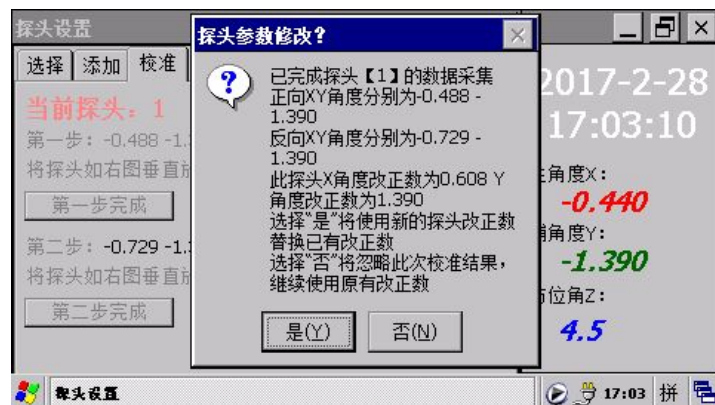 探头设置
选择 添加 校准
当前探头：1
第一步：-0.488 -1.
将探头如右图垂直放
第一步完成
第二步：-0.729 -1.
将探头如右图垂直放
第二步完成
探头参数修改?
已完成探头【1】的数据采集
正向XY角度分别为-0.488 -
1.390
反向XY角度分别为-0.729 -
1.390
此探头X角度改正数为0.608 Y
角度改正数为1.390
选择"是"将使用新的探头改正数
替换已有改正数
选择"否"将忽略此次校准结果，
继续使用原有改正数
是(Y) 否(N)
2017-2-28
17:03:10
角度X：
-0.440
角度Y：
-1.390
位角Z：
4.5
探头设置
17:03 拼